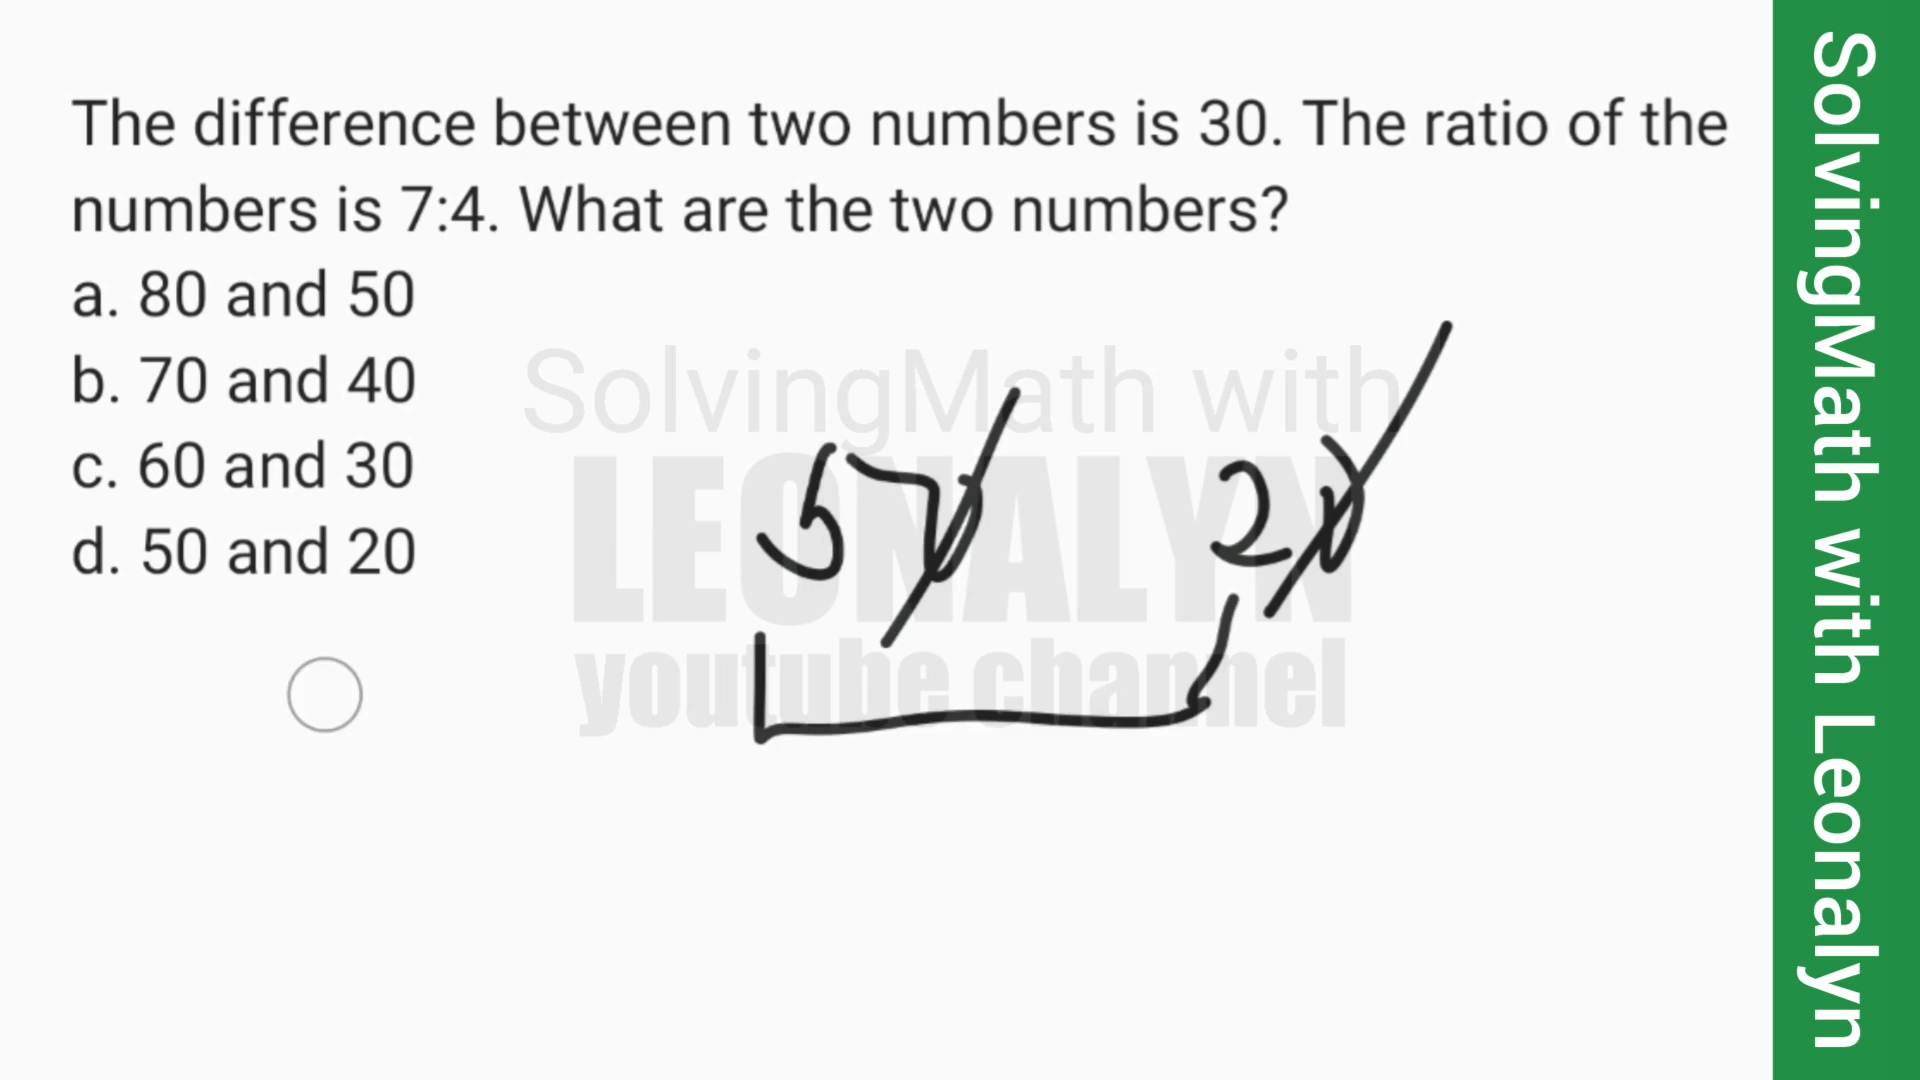 The difference between two numbers is 30. The ratio of the
numbers is 7:4. What are the two numbers?
a. 80 and 50
b. 70 and 40
c. 60 and 30
d. 50 and 20
SolvingMath with
LEONALYN
youtube channel
50 20
SolvingMath with Leonalyn